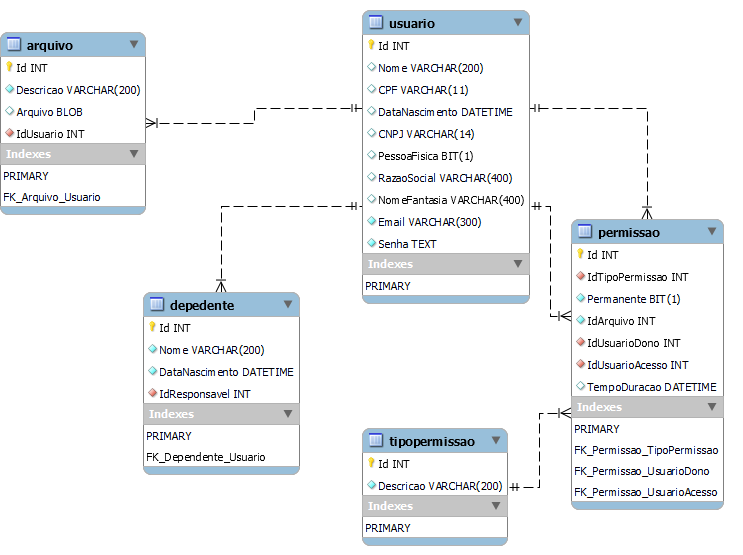 arquivo
Id INT
Descricao VARCHAR(200)
Arquivo BLOB
IdUsuario INT
Indexes
PRIMARY
FK_Arquivo_Usuario
usuario
Id INT
Nome VARCHAR(200)
CPF VARCHAR(11)
DataNascimento DATETIME
CNPJ VARCHAR(14)
PessoaFisica BIT(1)
RazaoSocial VARCHAR(400)
NomeFantasia VARCHAR(400)
Email VARCHAR(300)
Senha TEXT
Indexes
PRIMARY
permissao
Id INT
IdTipoPermissao INT
Permanente BIT(1)
IdArquivo INT
IdUsuarioDono INT
IdUsuarioAcesso INT
TempoDuracao DATETIME
Indexes
PRIMARY
FK_Permissao_TipoPermissao
FK_Permissao_UsuarioDono
FK_Permissao_UsuarioAcesso
depedente
Id INT
Nome VARCHAR(200)
DataNascimento DATETIME
IdResponsavel INT
Indexes
PRIMARY
FK_Dependente_Usuario
tipopermissao
Id INT
Descricao VARCHAR(200)
Indexes
PRIMARY